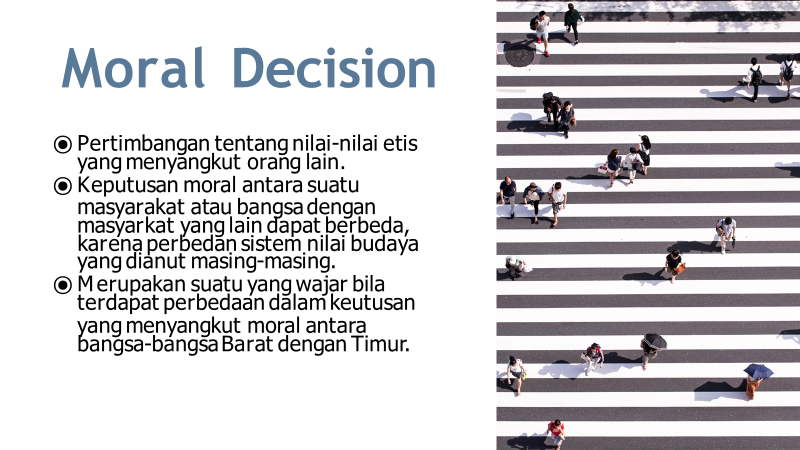 Moral Decision
Pertimbangan tentang nilai-nilai etis
yang menyangkut orang lain.
Keputusan moral antara suatu
masyarakat atau bangsa dengan
masyarkat yang lain dapat berbeda,
karena perbedan sistem nilai budaya
yang dianut masing-masing.
Merupakan suatu yang wajar bila
terdapat perbedaan dalam keutusan
yang menyangkut moral antara
bangsa-bangsa Barat dengan Timur.